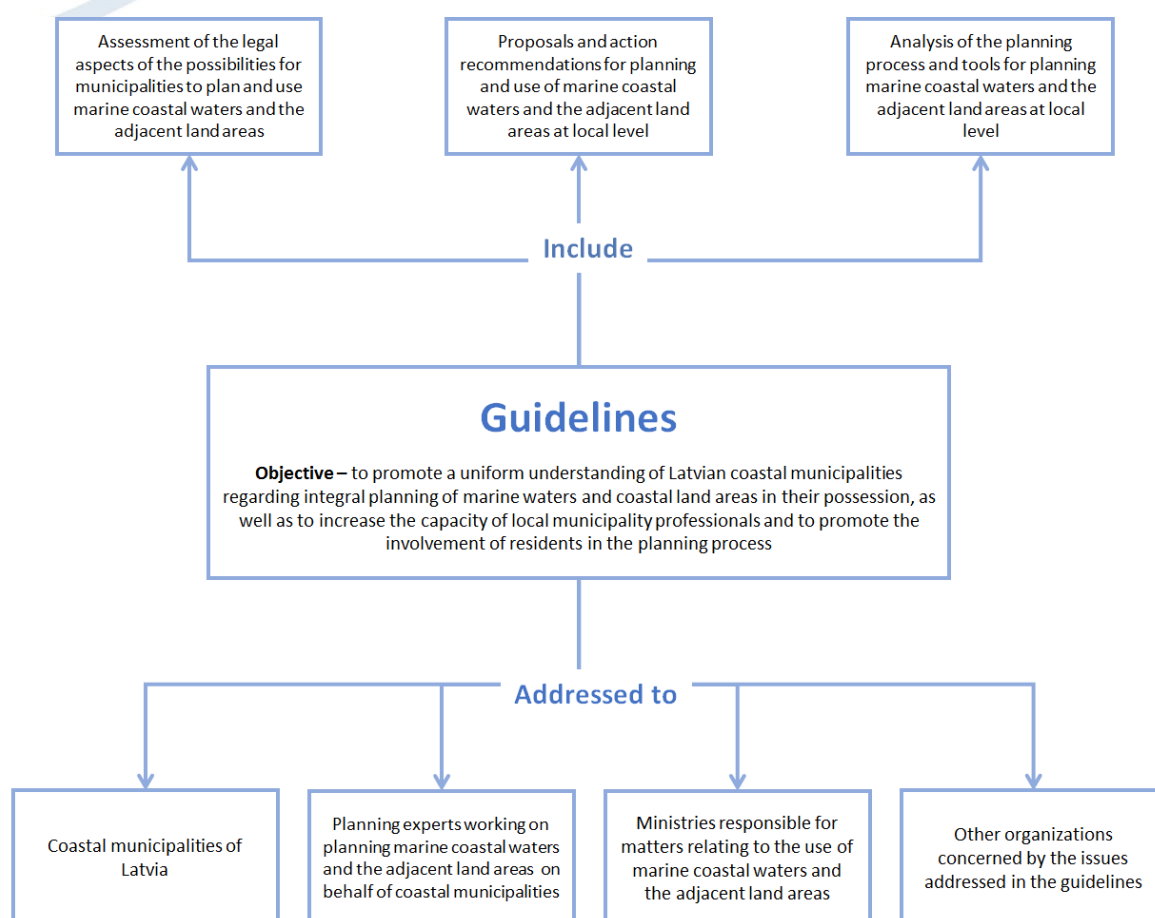 Assessment of the legal
aspects of the possibilities for
municipalities to plan and use
marine coastal waters and the
adjacent land areas
Proposals and action
recommendations for planning
and use of marine coastal
waters and the adjacent land
areas at local level
Analysis of the planning
process and tools for planning
marine coastal waters and the
adjacent land areas at local
level
Include
Guidelines
Objective – to promote a uniform understanding of Latvian coastal municipalities
regarding integral planning of marine waters and coastal land areas in their possession, as
well as to increase the capacity of local municipality professionals and to promote the
involvement of residents in the planning process
Addressed to
Coastal municipalities of
Latvia
Planning experts working on
planning marine coastal waters
and the adjacent land areas on
behalf of coastal municipalities
Ministries responsible for
matters relating to the use of
marine coastal waters and
the adjacent land areas
Other organizations
concerned by the issues
addressed in the guidelines